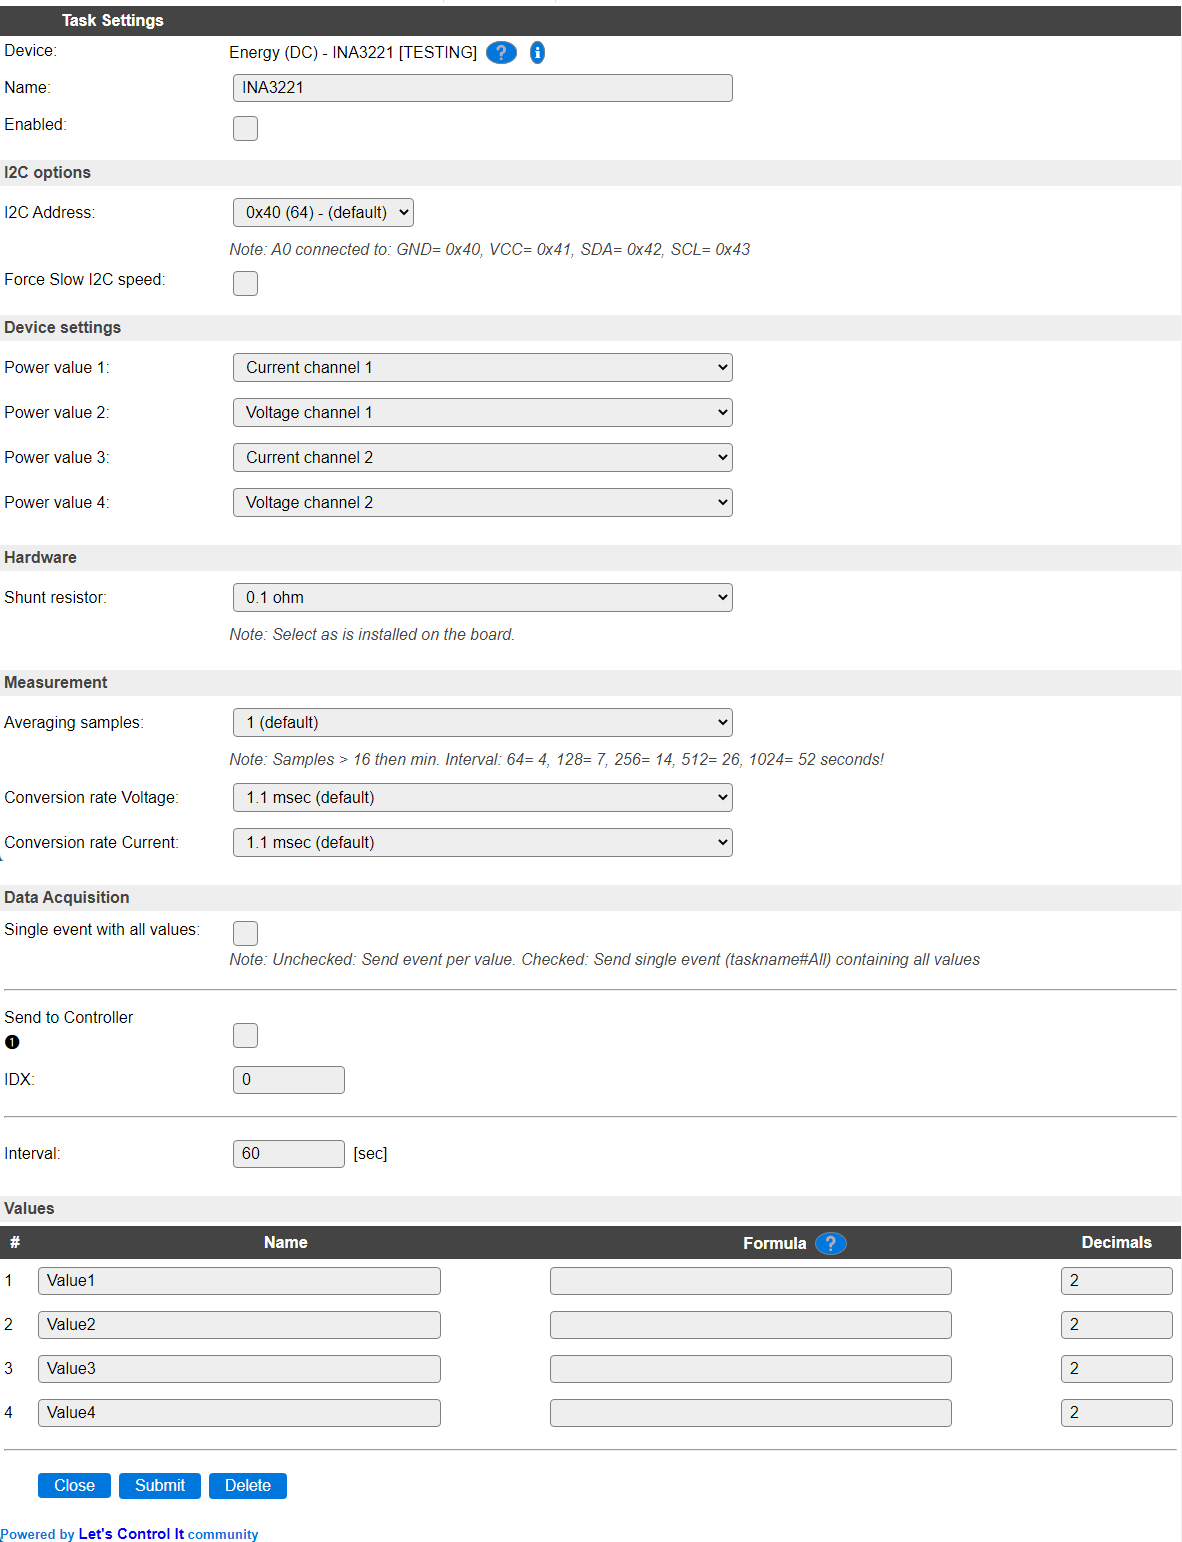 Task Settings
Device: Energy (DC) - INA3221 [TESTING] ? i
Name: INA3221
Enabled:
I2C options
I2C Address: 0x40 (64) - (default)
Note: A0 connected to: GND= 0x40, VCC= 0x41, SDA= 0x42, SCL= 0x43
Force Slow I2C speed:
Device settings
Power value 1: Current channel 1
Power value 2: Voltage channel 1
Power value 3: Current channel 2
Power value 4: Voltage channel 2
Hardware
Shunt resistor: 0.1 ohm
Note: Select as is installed on the board.
Measurement
Averaging samples: 1 (default)
Note: Samples > 16 then min. Interval: 64= 4, 128= 7, 256= 14, 512= 26, 1024= 52 seconds!
Conversion rate Voltage: 1.1 msec (default)
Conversion rate Current: 1.1 msec (default)
Data Acquisition
Single event with all values:
Note: Unchecked: Send event per value. Checked: Send single event (taskname#All) containing all values
Send to Controller
❶
IDX: 0
Interval: 60 [sec]
Values
# Name Formula ? Decimals
1 Value1 2
2 Value2 2
3 Value3 2
4 Value4 2
Close Submit Delete
Powered by Let's Control It community